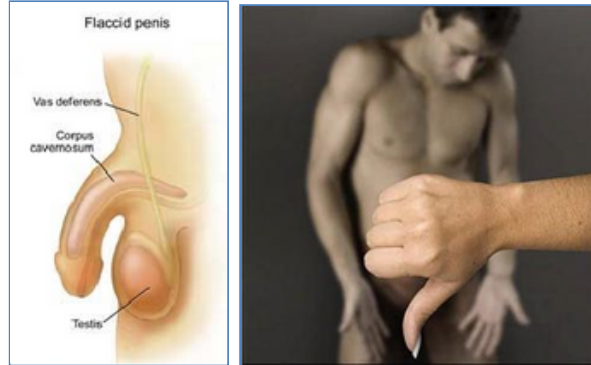 Flaccid penis
Vas deferens
Corpus
cavernosum
Testis